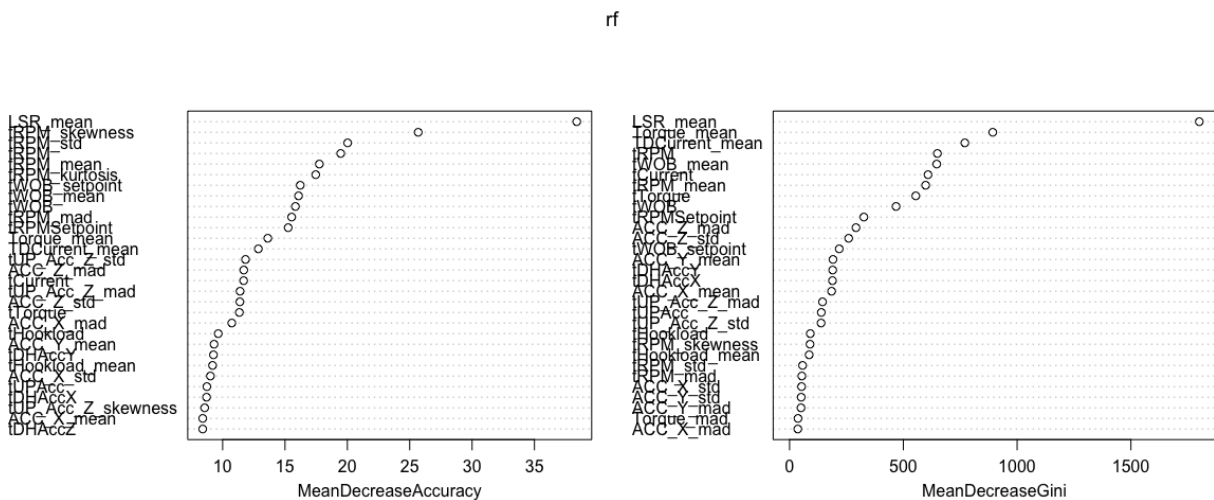 rf
LSR_mean
tRPM_skewness
tRPM_std
tRPM
tRPM_mean
tRPM_kurtosis
tWOB_setpoint
tWOB_mean
tWOB
tRPM_mad
tRPMSetpoint
Torque_mean
TDCurrent_mean
tUP_Acc_Z_std
ACC_Z_mad
tCurrent
tUP_Acc_Z_mad
ACC_Z_std
tTorque
ACC_X_mad
tHookload
ACC_Y_mean
tDHAccY
tHookload_mean
ACC_X_std
tUPAcc
tDHAccX
tUP_Acc_Z_skewness
ACC_X_mean
tDHAccZ
10 15 20 25 30 35
MeanDecreaseAccuracy
LSR_mean
Torque_mean
TDCurrent_mean
tRPM
tWOB_mean
tCurrent
tRPM_mean
tTorque
tWOB
tRPMSetpoint
ACC_Z_mad
ACC_Z_std
tWOB_setpoint
ACC_Y_mean
tDHAccY
tDHAccX
ACC_X_mean
tUP_Acc_Z_mad
tUPAcc
tUP_Acc_Z_std
tHookload
tRPM_skewness
tHookload_mean
tRPM_std
tRPM_mad
ACC_X_std
ACC_Y_std
ACC_Y_mad
Torque_mad
ACC_X_mad
0 500 1000 1500
MeanDecreaseGini